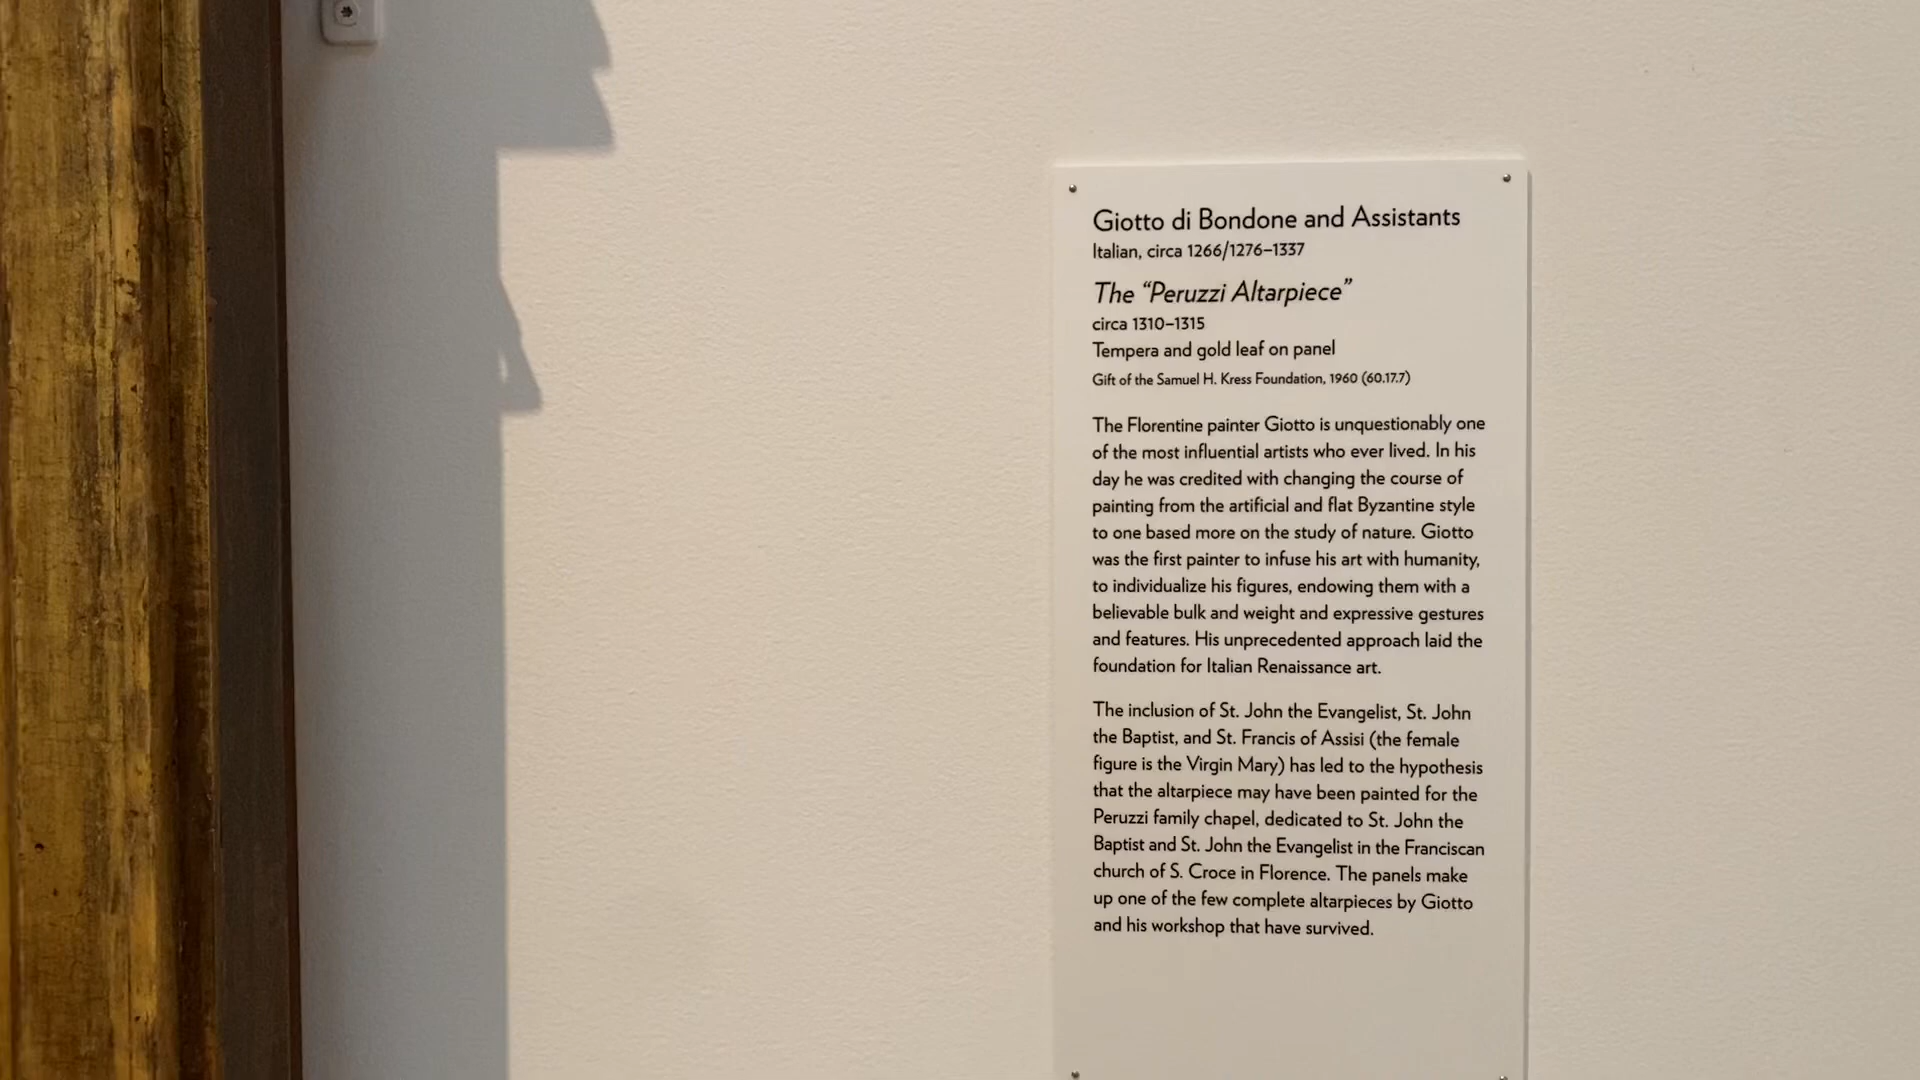 Giotto di Bondone and Assistants
Italian, circa 1266/1276–1337
The “Peruzzi Altarpiece”
circa 1310–1315
Tempera and gold leaf on panel
Gift of the Samuel H. Kress Foundation, 1960 (60.17.7)
The Florentine painter Giotto is unquestionably one
of the most influential artists who ever lived. In his
day he was credited with changing the course of
painting from the artificial and flat Byzantine style
to one based more on the study of nature. Giotto
was the first painter to infuse his art with humanity,
to individualize his figures, endowing them with a
believable bulk and weight and expressive gestures
and features. His unprecedented approach laid the
foundation for Italian Renaissance art.
The inclusion of St. John the Evangelist, St. John
the Baptist, and St. Francis of Assisi (the female
figure is the Virgin Mary) has led to the hypothesis
that the altarpiece may have been painted for the
Peruzzi family chapel, dedicated to St. John the
Baptist and St. John the Evangelist in the Franciscan
church of S. Croce in Florence. The panels make
up one of the few complete altarpieces by Giotto
and his workshop that have survived.